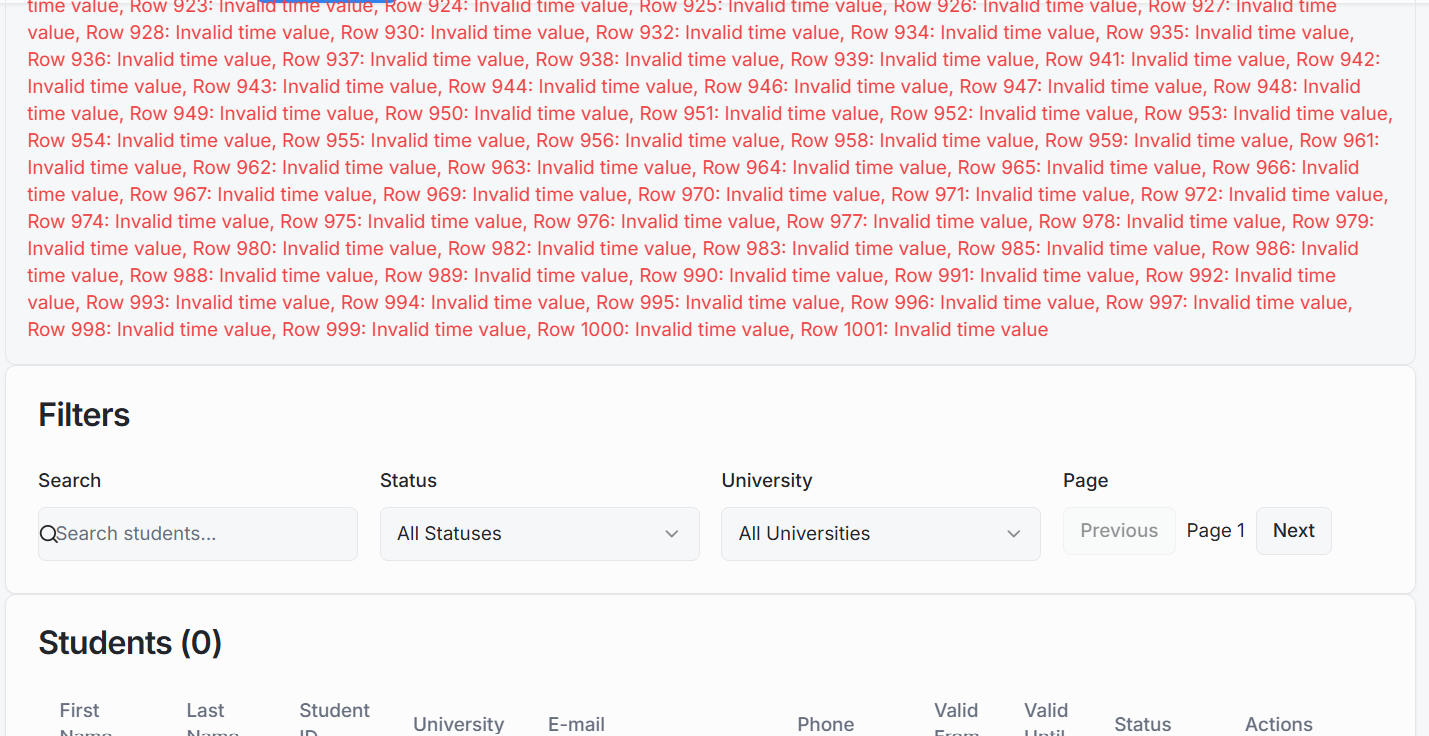 time value, Row 923: Invalid time value, Row 924: Invalid time value, Row 925: Invalid time value, Row 926: Invalid time value, Row 927: Invalid time
value, Row 928: Invalid time value, Row 930: Invalid time value, Row 932: Invalid time value, Row 934: Invalid time value, Row 935: Invalid time value,
Row 936: Invalid time value, Row 937: Invalid time value, Row 938: Invalid time value, Row 939: Invalid time value, Row 941: Invalid time value, Row 942:
Invalid time value, Row 943: Invalid time value, Row 944: Invalid time value, Row 946: Invalid time value, Row 947: Invalid time value, Row 948: Invalid
time value, Row 949: Invalid time value, Row 950: Invalid time value, Row 951: Invalid time value, Row 952: Invalid time value, Row 953: Invalid time value,
Row 954: Invalid time value, Row 955: Invalid time value, Row 956: Invalid time value, Row 958: Invalid time value, Row 959: Invalid time value, Row 961:
Invalid time value, Row 962: Invalid time value, Row 963: Invalid time value, Row 964: Invalid time value, Row 965: Invalid time value, Row 966: Invalid
time value, Row 967: Invalid time value, Row 969: Invalid time value, Row 970: Invalid time value, Row 971: Invalid time value, Row 972: Invalid time value,
Row 974: Invalid time value, Row 975: Invalid time value, Row 976: Invalid time value, Row 977: Invalid time value, Row 978: Invalid time value, Row 979:
Invalid time value, Row 980: Invalid time value, Row 982: Invalid time value, Row 983: Invalid time value, Row 985: Invalid time value, Row 986: Invalid
time value, Row 988: Invalid time value, Row 989: Invalid time value, Row 990: Invalid time value, Row 991: Invalid time value, Row 992: Invalid time
value, Row 993: Invalid time value, Row 994: Invalid time value, Row 995: Invalid time value, Row 996: Invalid time value, Row 997: Invalid time value,
Row 998: Invalid time value, Row 999: Invalid time value, Row 1000: Invalid time value, Row 1001: Invalid time value
Filters
Search
Status
University
Page
Search students...
All Statuses
All Universities
Previous
Page 1
Next
Students (0)
First
Name
Last
Name
Student
ID
University
E-mail
Phone
Valid
From
Valid
Until
Status
Actions